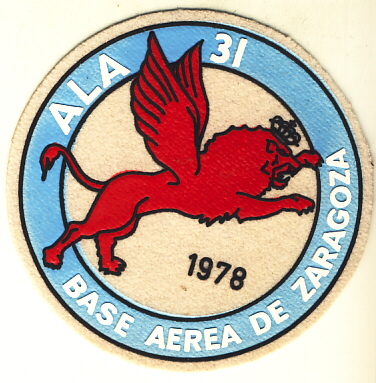 ALA 31
1978
BASE AEREA DE ZARAGOZA